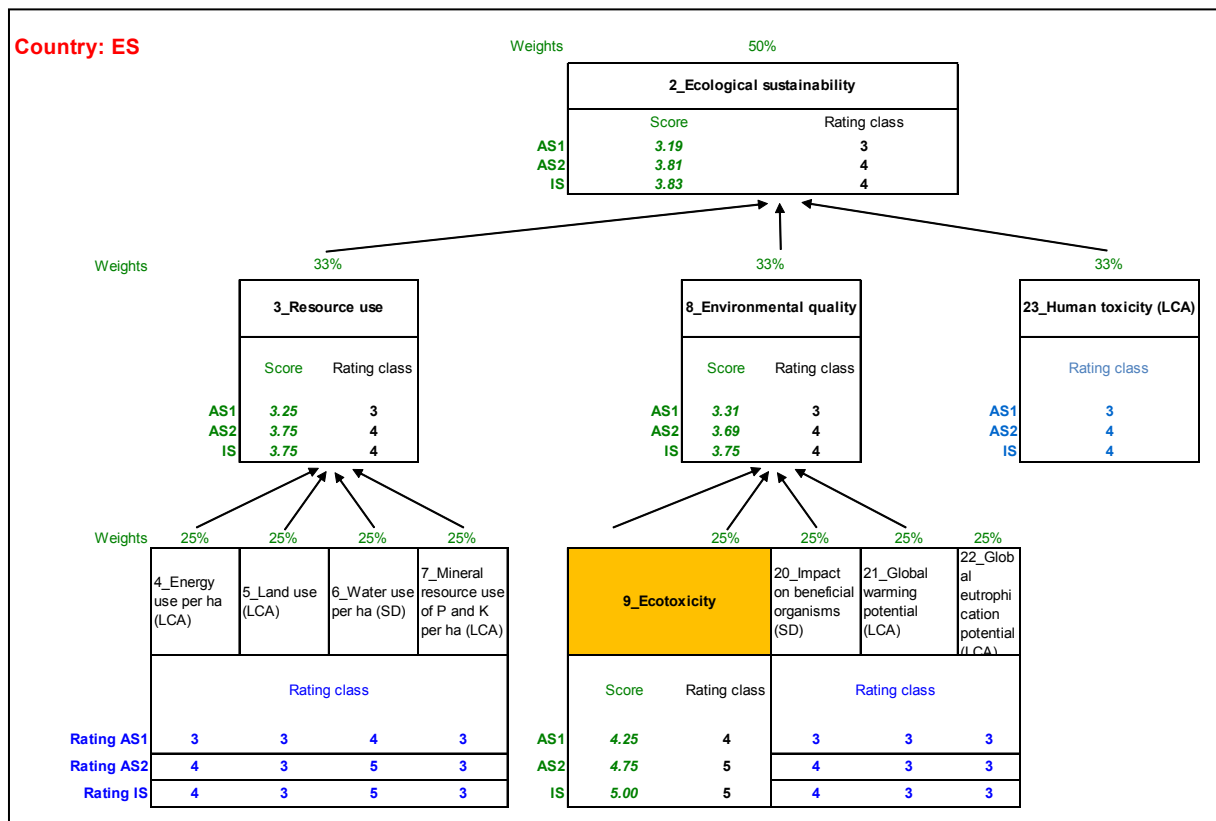 Country: ES
Weights 50%
2_Ecological sustainability
Score Rating class
AS1 3.19 3
AS2 3.81 4
IS 3.83 4
Weights 33% 33% 33%
3_Resource use 8_Environmental quality 23_Human toxicity (LCA)
Score Rating class Score Rating class Rating class
AS1 3.25 3 AS1 3.31 3 AS1 3
AS2 3.75 4 AS2 3.69 4 AS2 4
IS 3.75 4 IS 3.75 4 IS 4
Weights 25% 25% 25% 25% 25% 25% 25% 25%
4_Energy
use per ha
(LCA)
5_Land use
(LCA)
6_Water use
per ha (SD)
7_Mineral
resource use
of P and K
per ha (LCA)
9_Ecotoxicity
20_Impact
on beneficial
organisms
(SD)
21_Global
warming
potential
(LCA)
22_Glob
al
eutrophi
cation
potential
(LCA)
Rating class Score Rating class Rating class
Rating AS1 3 3 4 3 AS1 4.25 4 3 3 3
Rating AS2 4 3 5 3 AS2 4.75 5 4 3 3
Rating IS 4 3 5 3 IS 5.00 5 4 3 3